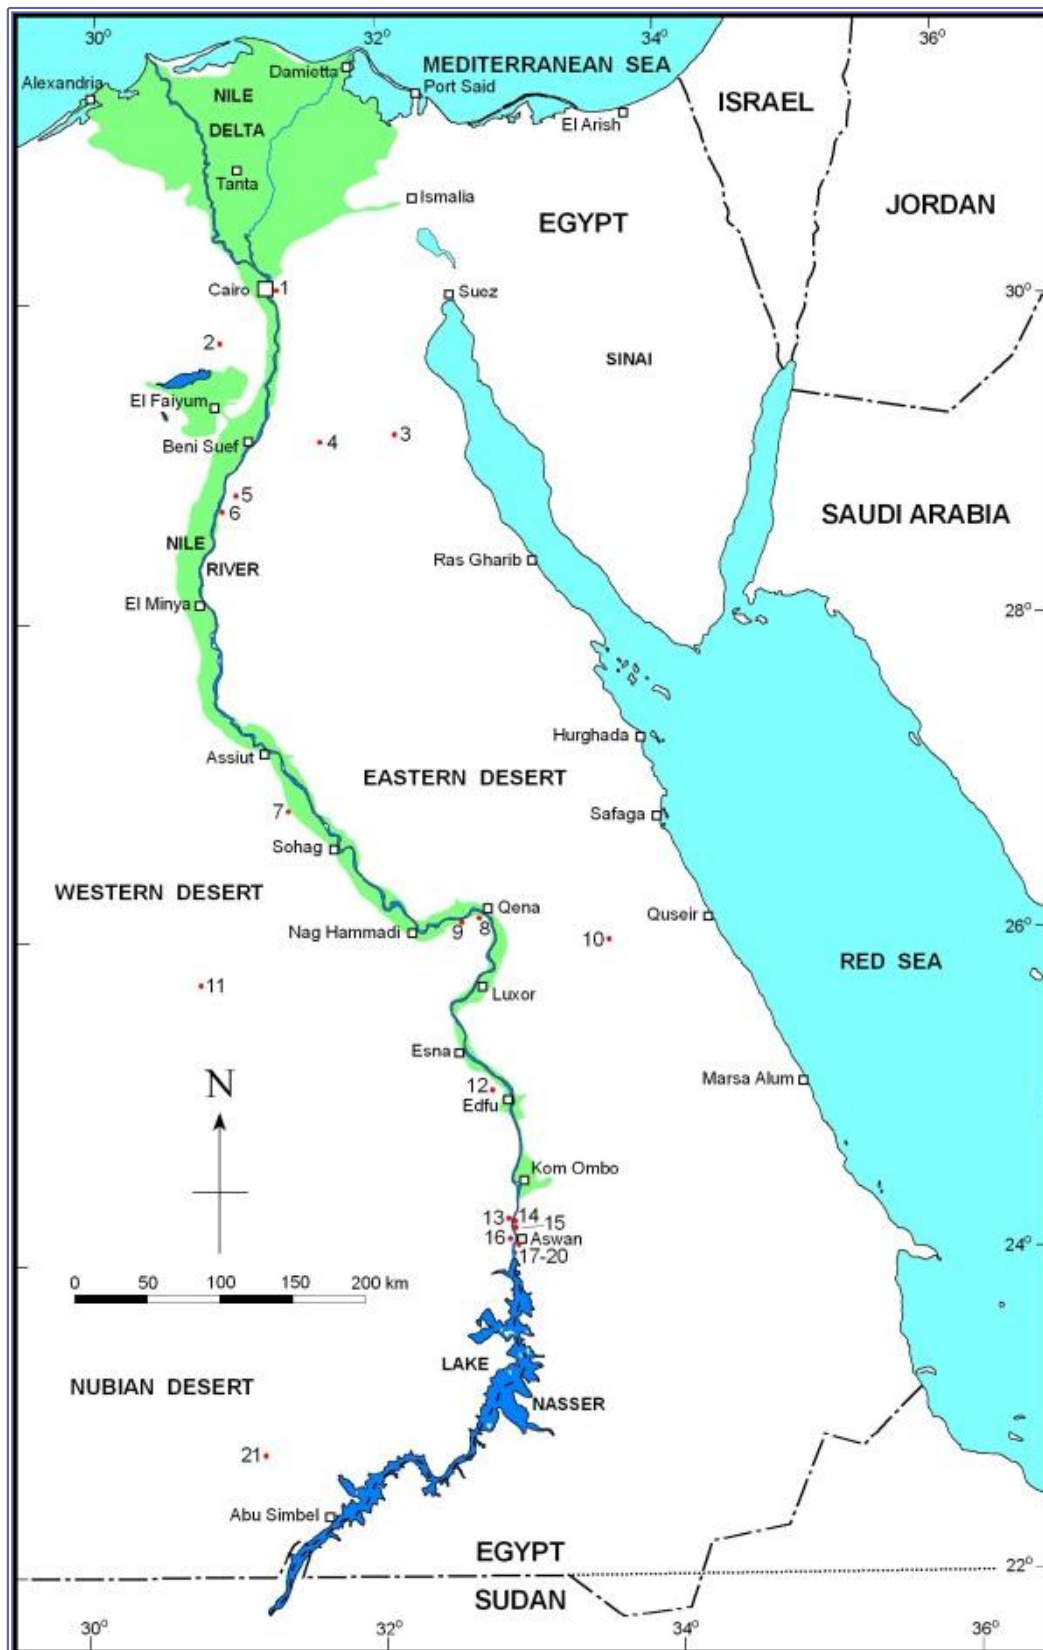 30° 32° 34° 36°
MEDITERRANEAN SEA
Damietta
Alexandria
Port Said
NILE
DELTA
ISRAEL
El Arish
Tanta
Ismalia
JORDAN
EGYPT
Cairo 1
Suez
30°
2
SINAI
El Faiyum
3
4
Beni Suef
5
6
SAUDI ARABIA
NILE
RIVER
Ras Gharib
El Minya
28°
Hurghada
Assiut
EASTERN DESERT
7
Safaga
Sohag
WESTERN DESERT
Qena
Quseir
Nag Hammadi
9 8
10
26°
RED SEA
11
Luxor
Esna
N
12
Marsa Alum
Edfu
Kom Ombo
13 14
15
16 Aswan
17-20
24°
0 50 100 150 200 km
LAKE
NUBIAN DESERT
NASSER
21
Abu Simbel
EGYPT
22°
SUDAN
30° 32° 34° 36°